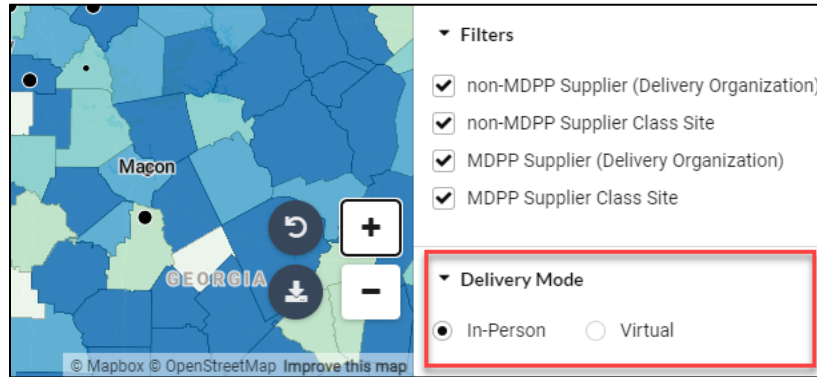 Macon
GEORGIA
+
−
© Mapbox © OpenStreetMap Improve this map
Filters
non-MDPP Supplier (Delivery Organization)
non-MDPP Supplier Class Site
MDPP Supplier (Delivery Organization)
MDPP Supplier Class Site
Delivery Mode
In-Person Virtual